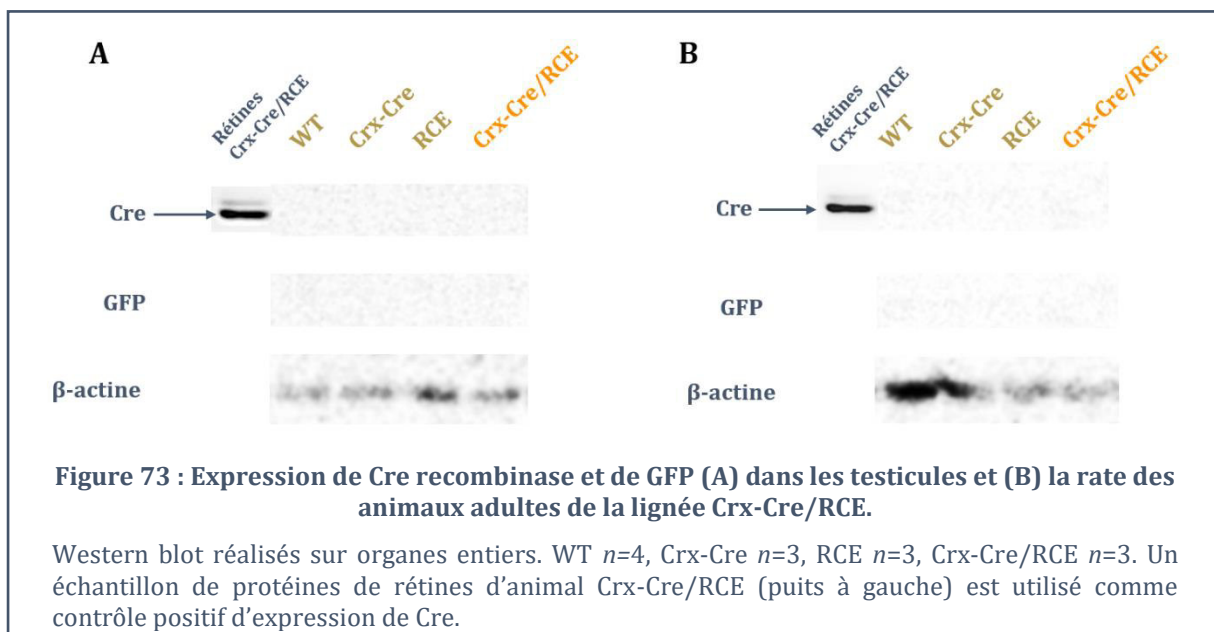 A
Rétines
Crx-Cre/RCE
WT
Crx-Cre
RCE
Crx-Cre/RCE
Cre
GFP
β-actine
B
Rétines
Crx-Cre/RCE
WT
Crx-Cre
RCE
Crx-Cre/RCE
Cre
GFP
β-actine
Figure 73 : Expression de Cre recombinase et de GFP (A) dans les testicules et (B) la rate des
animaux adultes de la lignée Crx-Cre/RCE.
Western blot réalisés sur organes entiers. WT n=4, Crx-Cre n=3, RCE n=3, Crx-Cre/RCE n=3. Un
échantillon de protéines de rétines d’animal Crx-Cre/RCE (puits à gauche) est utilisé comme
contrôle positif d’expression de Cre.